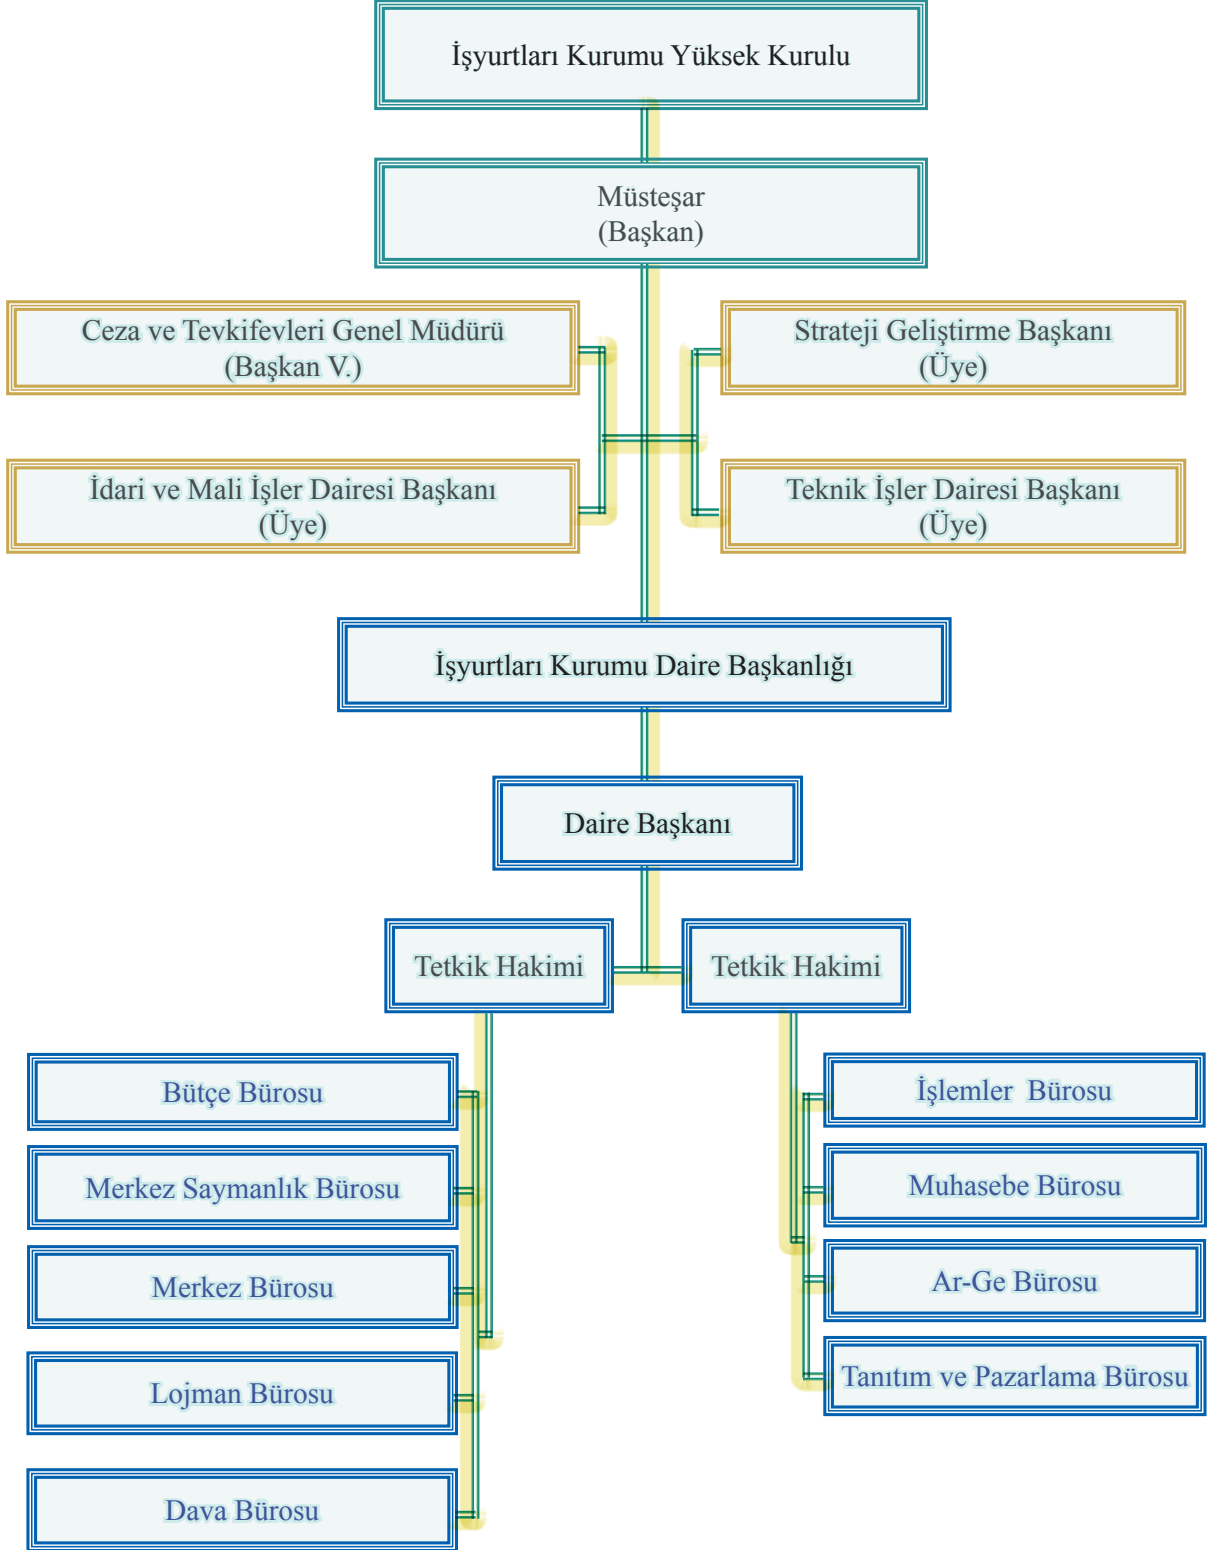 İşyurtları Kurumu Yüksek Kurulu
Müsteşar
(Başkan)
Ceza ve Tevkifevleri Genel Müdürü
(Başkan V.)
Strateji Geliştirme Başkanı
(Üye)
İdari ve Mali İşler Dairesi Başkanı
(Üye)
Teknik İşler Dairesi Başkanı
(Üye)
İşyurtları Kurumu Daire Başkanlığı
Daire Başkanı
Tetkik Hakimi
Tetkik Hakimi
Bütçe Bürosu
Merkez Saymanlık Bürosu
Merkez Bürosu
Lojman Bürosu
Dava Bürosu
İşlemler Bürosu
Muhasebe Bürosu
Ar-Ge Bürosu
Tanıtım ve Pazarlama Bürosu